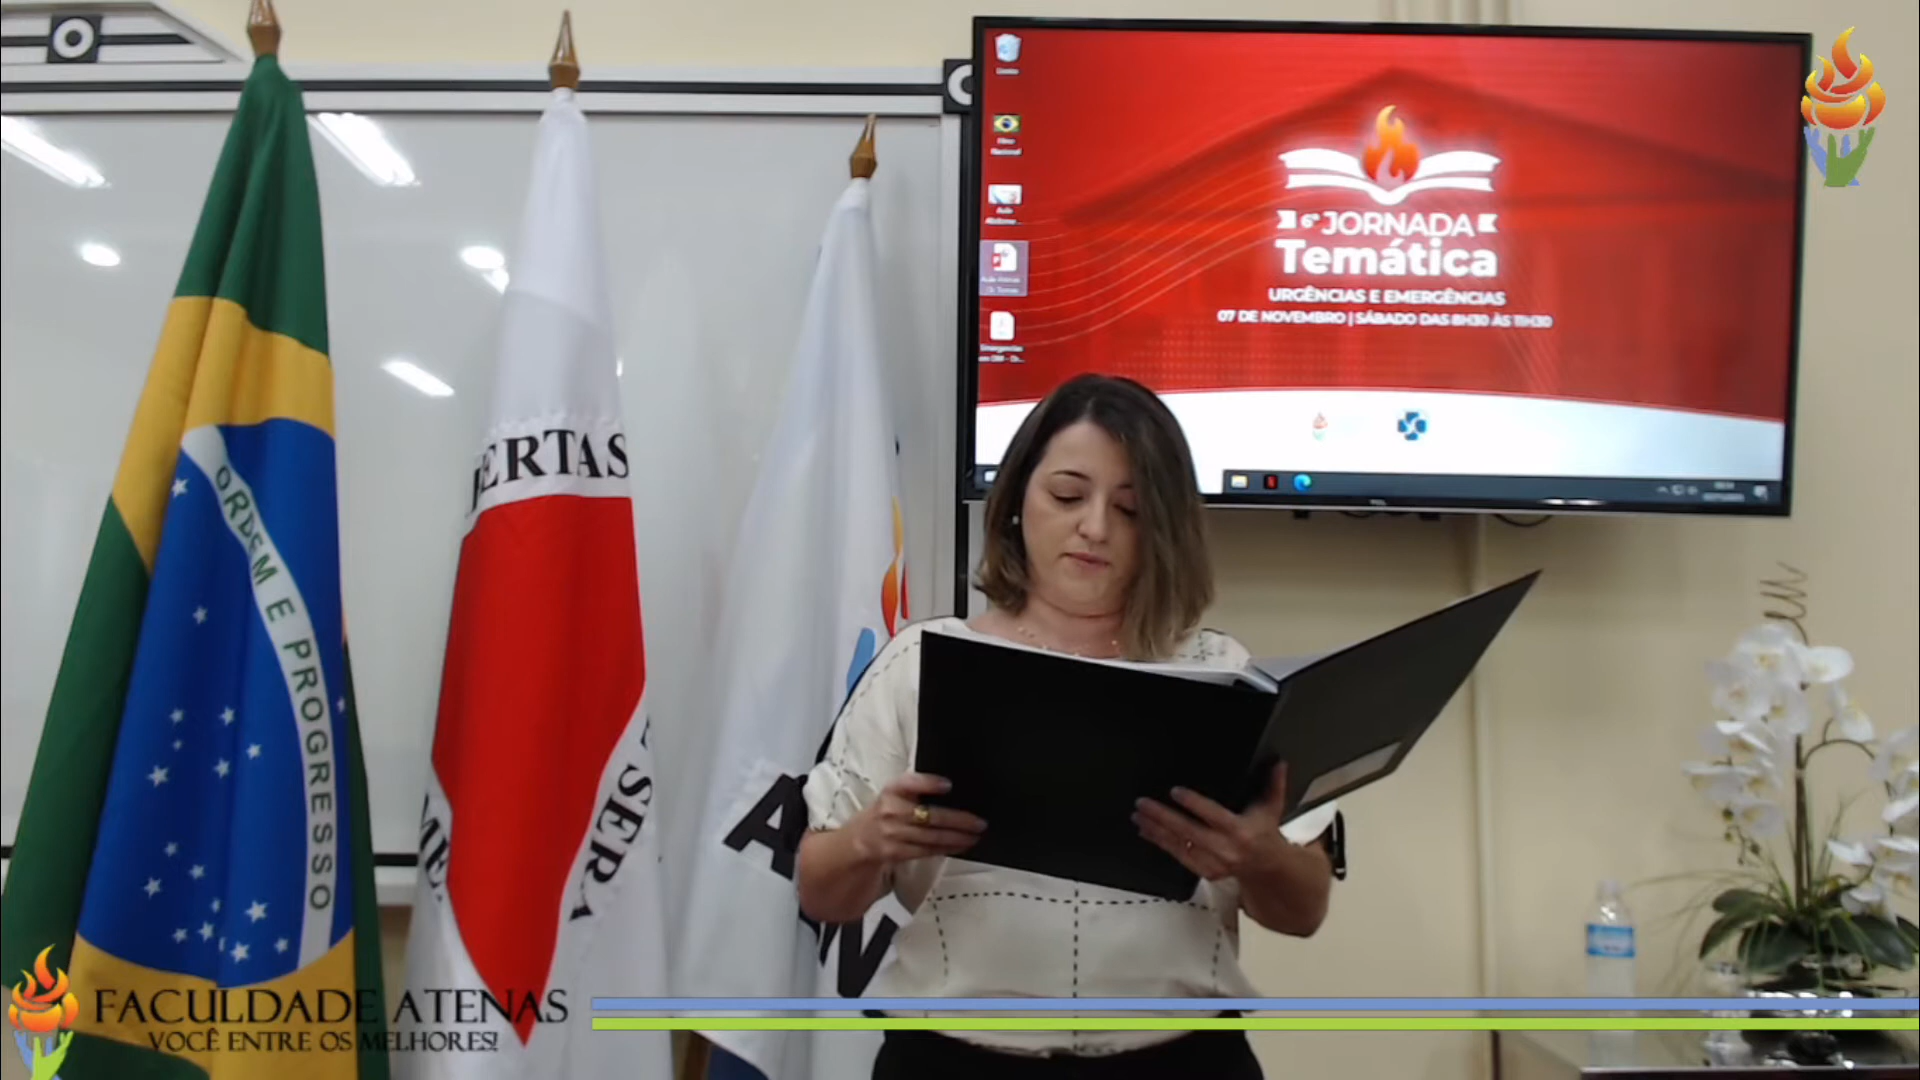 6ª JORNADA
Temática
URGÊNCIAS E EMERGÊNCIAS
07 DE NOVEMBRO | SÁBADO DAS 8H30 ÀS 11H30
ERTAS
ORDEM E PROGRESSO
SERA
FACULDADE ATENAS
VOCÊ ENTRE OS MELHORES!